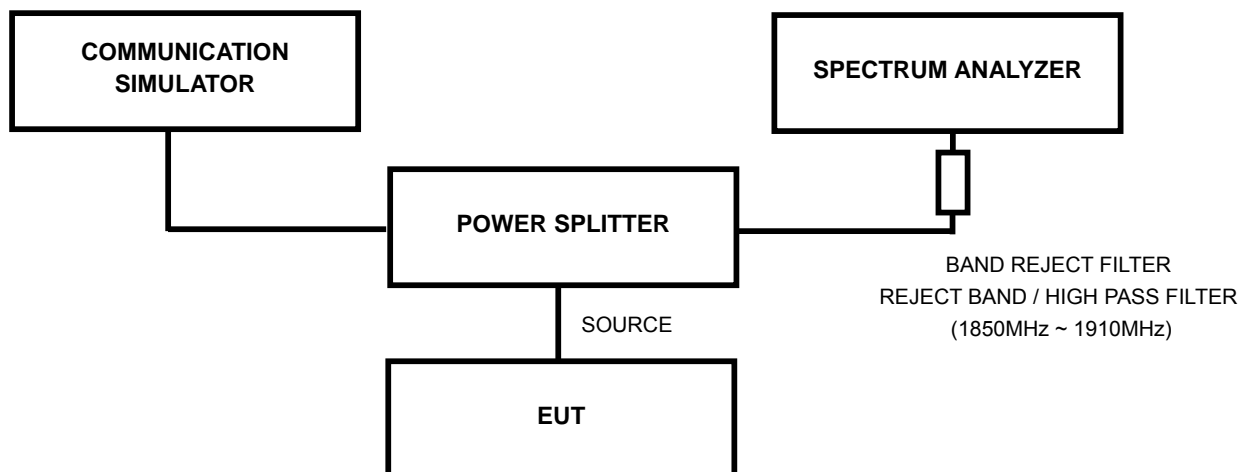 COMMUNICATION
SIMULATOR
SPECTRUM ANALYZER
POWER SPLITTER
BAND REJECT FILTER
REJECT BAND / HIGH PASS FILTER
(1850MHz ~ 1910MHz)
SOURCE
EUT